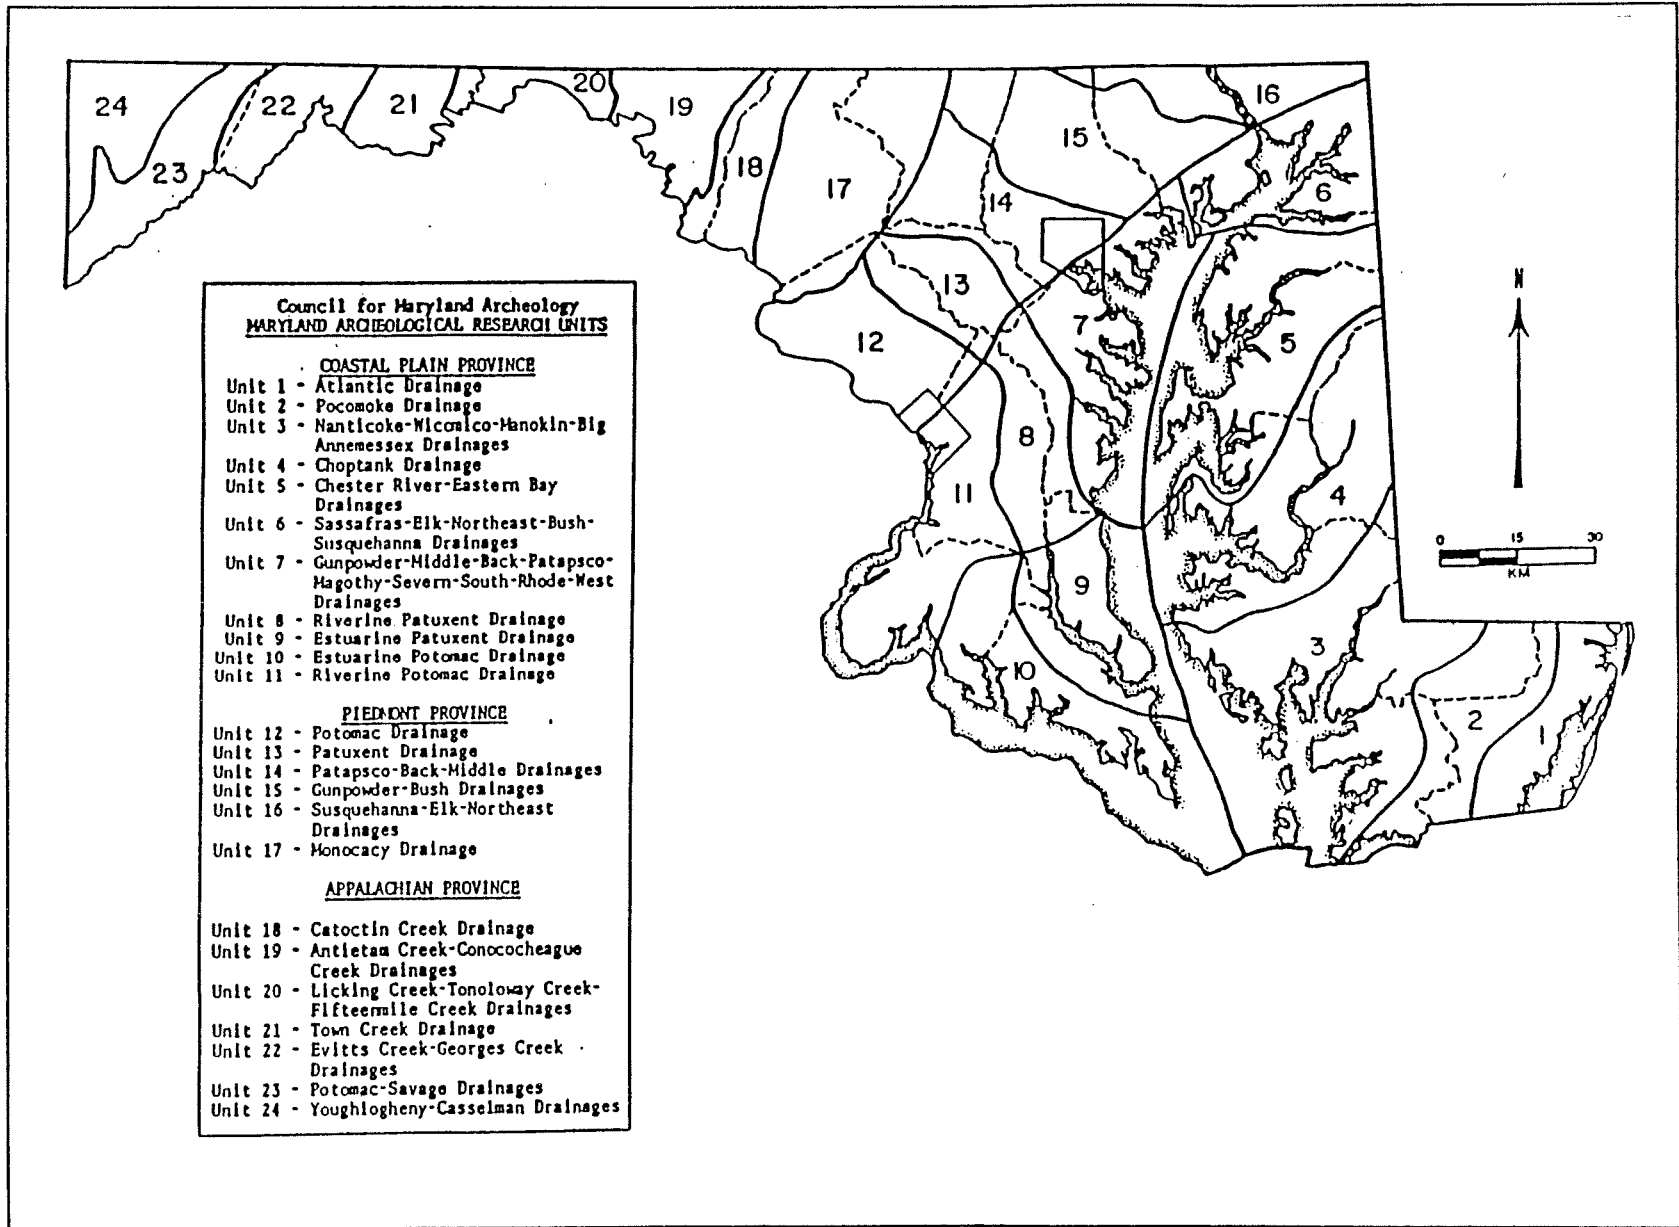 24
23
22
21
20
19
18
17
16
15
14
13
12
11
10
9
8
7
6
5
4
3
2
1
N
0 15 30
KM
Council for Maryland Archeology
MARYLAND ARCHEOLOGICAL RESEARCH UNITS
COASTAL PLAIN PROVINCE
Unit 1 - Atlantic Drainage
Unit 2 - Pocomoke Drainage
Unit 3 - Nanticoke-Wicomico-Manokin-Big
Annemessex Drainages
Unit 4 - Choptank Drainage
Unit 5 - Chester River-Eastern Bay
Drainages
Unit 6 - Sassafras-Elk-Northeast-Bush-
Susquehanna Drainages
Unit 7 - Gunpowder-Middle-Back-Patapsco-
Magothy-Severn-South-Rhode-West
Drainages
Unit 8 - Riverine Patuxent Drainage
Unit 9 - Estuarine Patuxent Drainage
Unit 10 - Estuarine Potomac Drainage
Unit 11 - Riverine Potomac Drainage
PIEDMONT PROVINCE
Unit 12 - Potomac Drainage
Unit 13 - Patuxent Drainage
Unit 14 - Patapsco-Back-Middle Drainages
Unit 15 - Gunpowder-Bush Drainages
Unit 16 - Susquehanna-Elk-Northeast
Drainages
Unit 17 - Monocacy Drainage
APPALACHIAN PROVINCE
Unit 18 - Catoctin Creek Drainage
Unit 19 - Antietam Creek-Conococheague
Creek Drainages
Unit 20 - Licking Creek-Tonoloway Creek-
Fifteenmile Creek Drainages
Unit 21 - Town Creek Drainage
Unit 22 - Evitts Creek-Georges Creek
Drainages
Unit 23 - Potomac-Savage Drainages
Unit 24 - Youghlogheny-Casselman Drainages